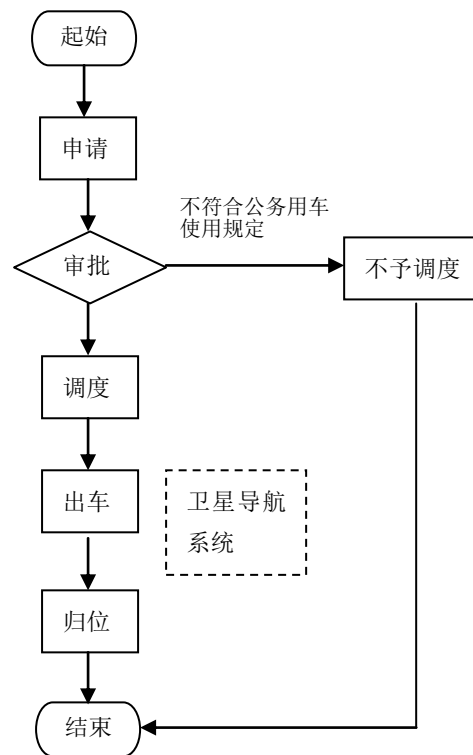 起始
申请
不符合公务用车
使用规定
审批
不予调度
调度
出车
卫星导航
系统
归位
结束